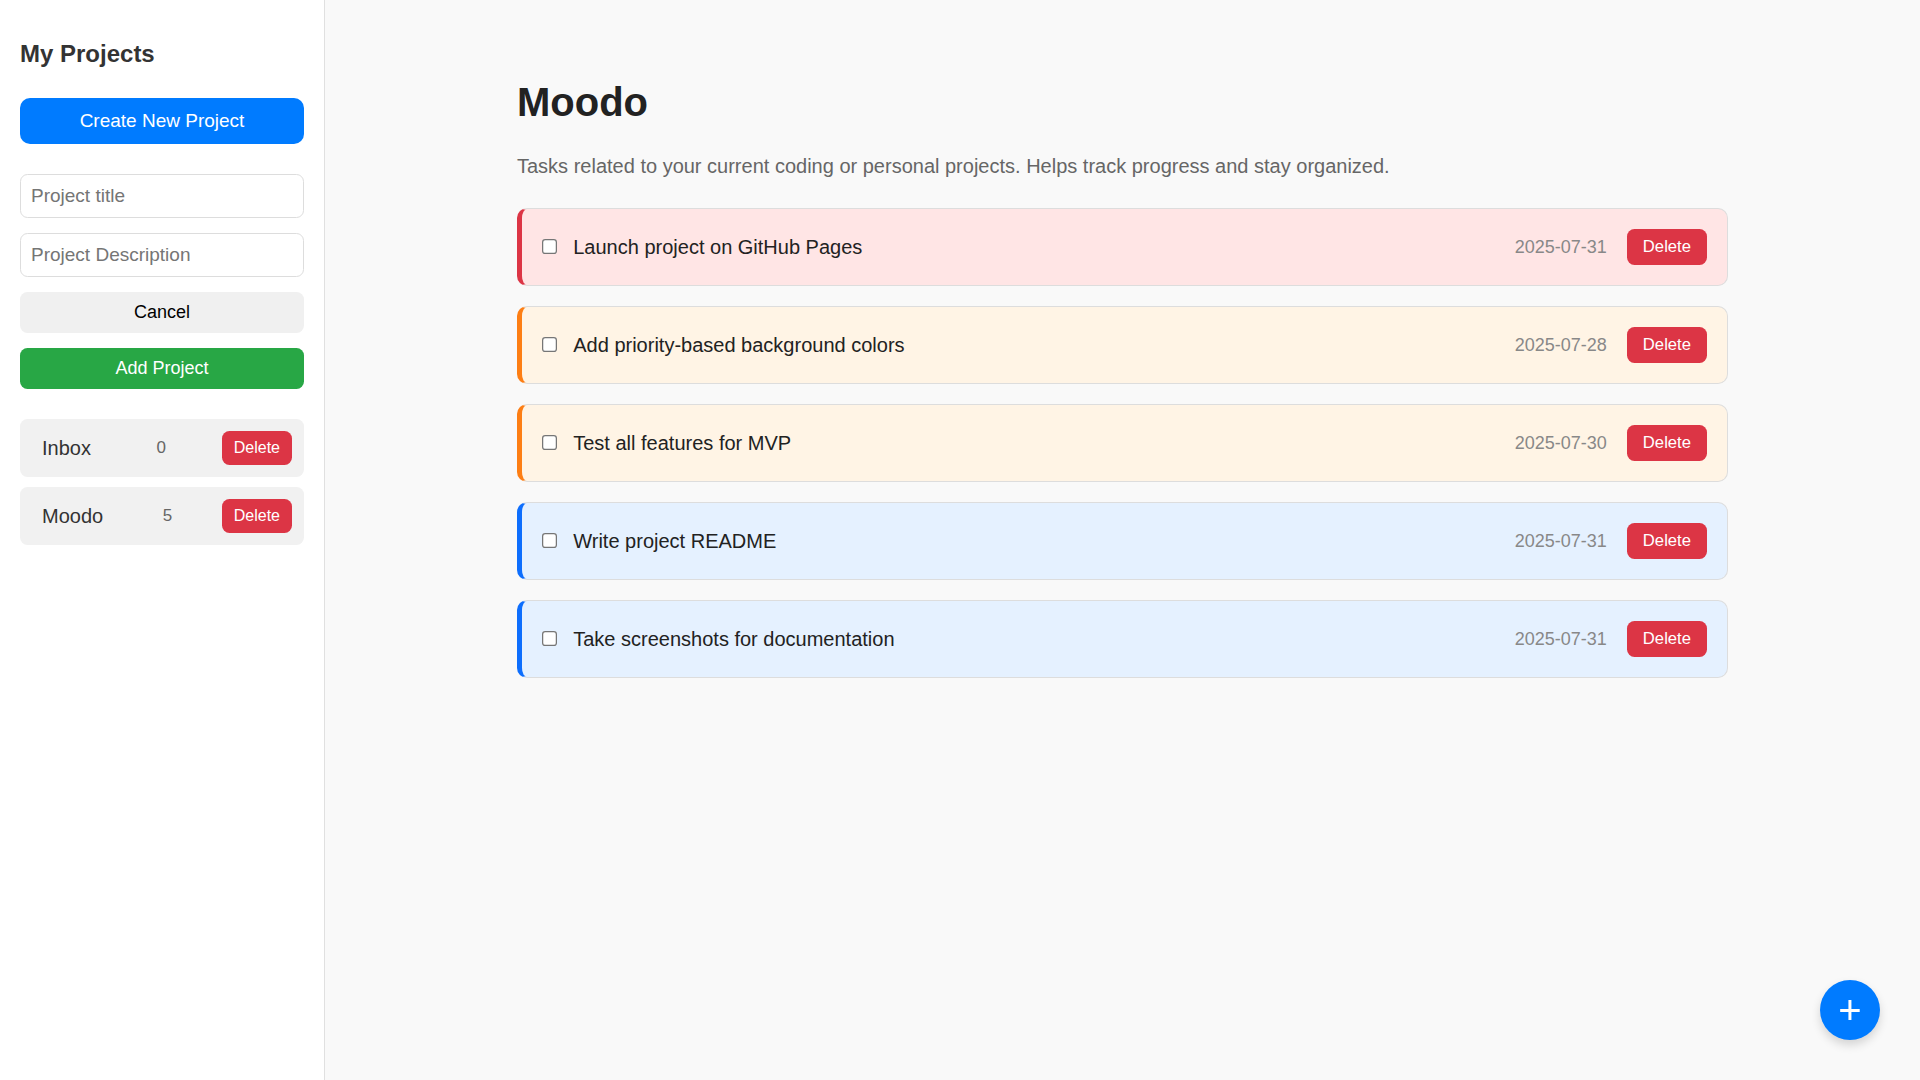 My Projects
Create New Project
Project title
Project Description
Cancel
Add Project
Inbox 0 Delete
Moodo 5 Delete
Moodo
Tasks related to your current coding or personal projects. Helps track progress and stay organized.
Launch project on GitHub Pages 2025-07-31 Delete
Add priority-based background colors 2025-07-28 Delete
Test all features for MVP 2025-07-30 Delete
Write project README 2025-07-31 Delete
Take screenshots for documentation 2025-07-31 Delete
+